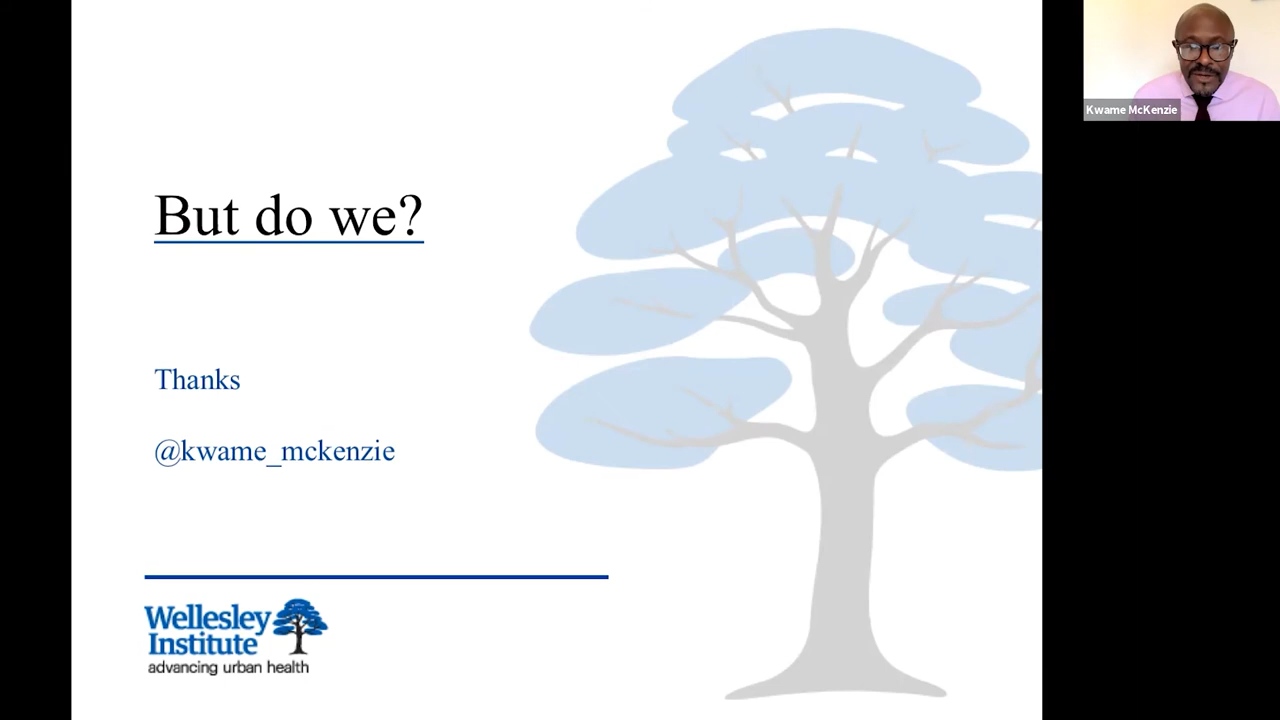 But do we?
Thanks
@kwame_mckenzie
Wellesley
Institute
advancing urban health
Kwame McKenzie